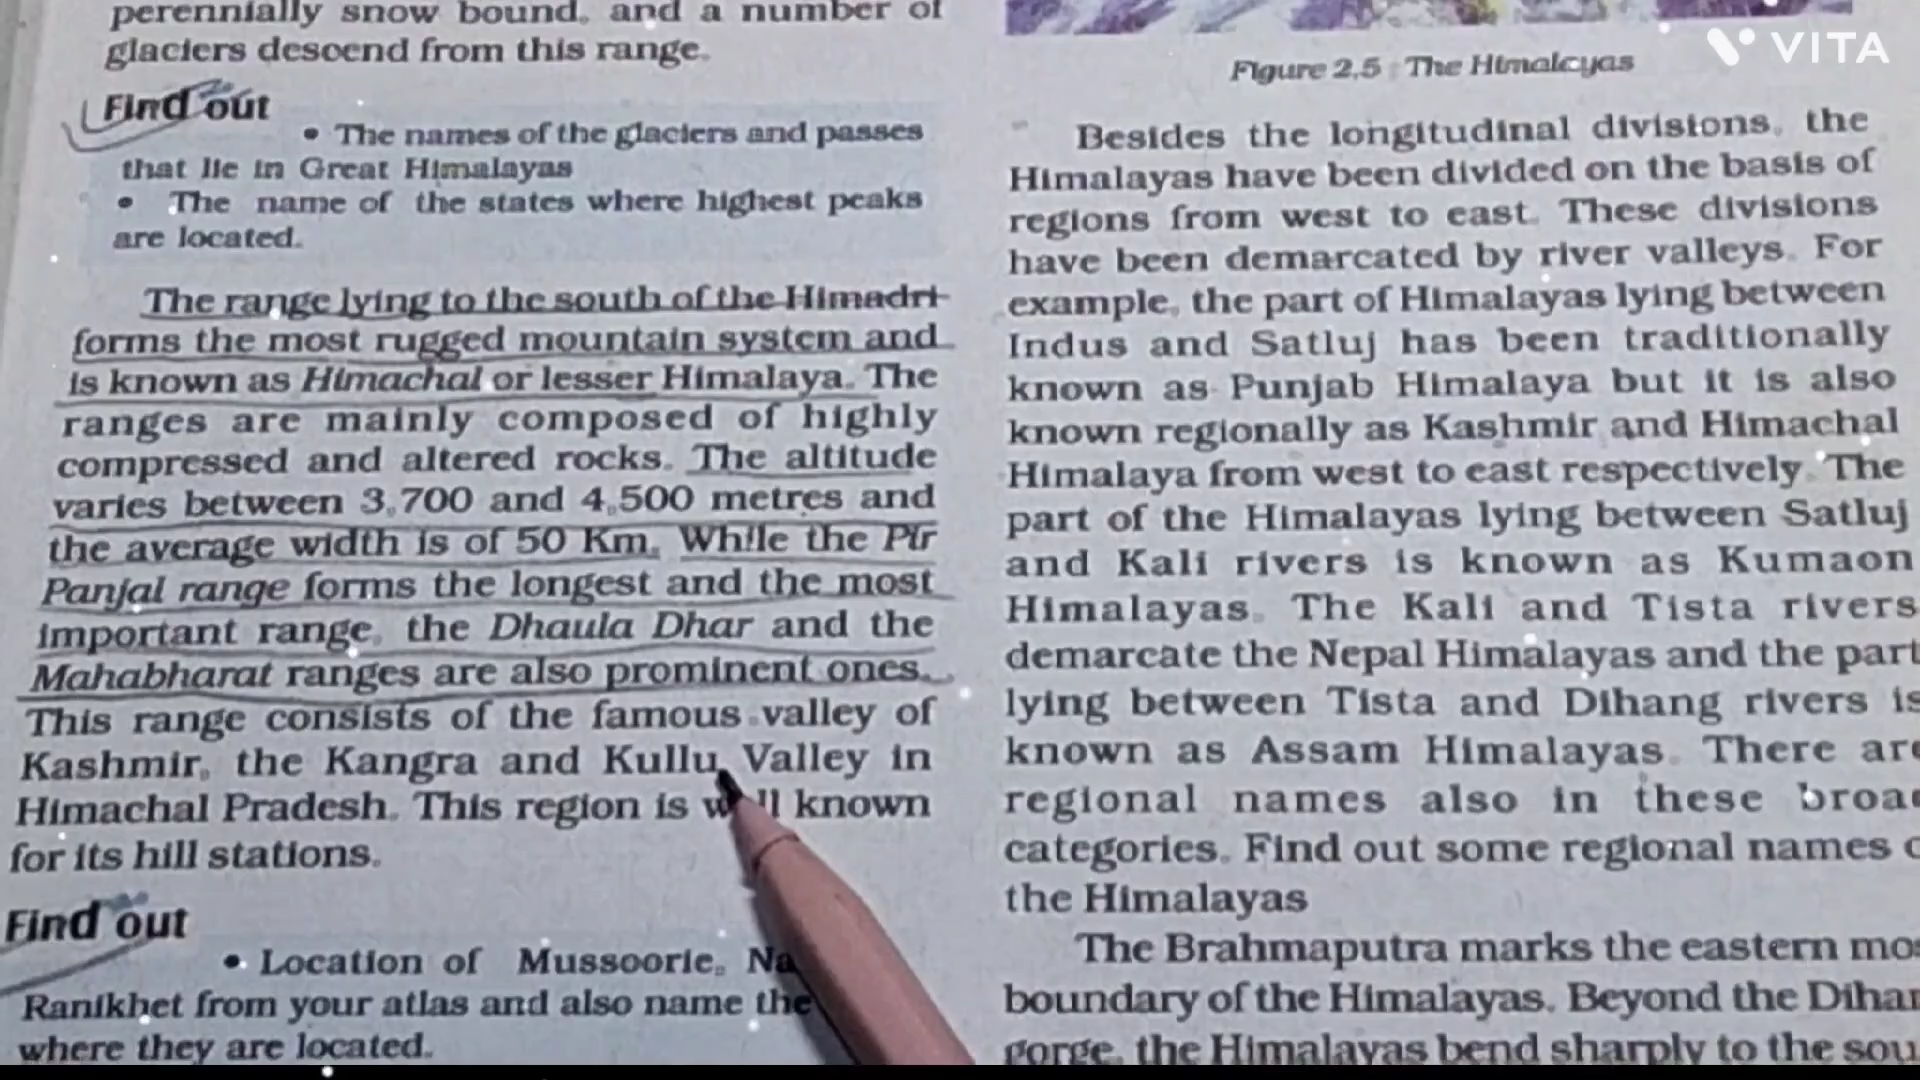 perennially snow bound, and a number of
glaciers descend from this range.
Find out
• The names of the glaciers and passes
that lie in Great Himalayas
• The name of the states where highest peaks
are located.
The range lying to the south of the Himadri
forms the most rugged mountain system and
is known as Himachal or lesser Himalaya. The
ranges are mainly composed of highly
compressed and altered rocks. The altitude
varies between 3,700 and 4,500 metres and
the average width is of 50 Km. While the Pir
Panjal range forms the longest and the most
important range, the Dhaula Dhar and the
Mahabharat ranges are also prominent ones.
This range consists of the famous valley of
Kashmir, the Kangra and Kullu Valley in
Himachal Pradesh. This region is well known
for its hill stations.
Find out
• Location of Mussoorie,
Ranikhet from your atlas and also name the
where they are located.
VITA
Figure 2.5 : The Himalayas
Besides the longitudinal divisions, the
Himalayas have been divided on the basis of
regions from west to east. These divisions
have been demarcated by river valleys. For
example, the part of Himalayas lying between
Indus and Satluj has been traditionally
known as Punjab Himalaya but it is also
known regionally as Kashmir and Himachal
Himalaya from west to east respectively. The
part of the Himalayas lying between Satluj
and Kali rivers is known as Kumaon
Himalayas. The Kali and Tista rivers
demarcate the Nepal Himalayas and the part
lying between Tista and Dihang rivers is
known as Assam Himalayas. There are
regional names also in these broa
categories. Find out some regional names
the Himalayas
The Brahmaputra marks the eastern mo
boundary of the Himalayas. Beyond the Dihan
gorge, the Himalayas bend sharply to the sou